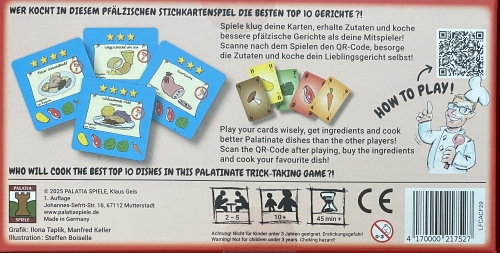 WER KOCHT IN DIESEM PFÄLZISCHEN STICHKARTENSPIEL DIE BESTEN TOP 10 GERICHTE ?!
Spiele klug deine Karten, erhalte Zutaten und koche
bessere pfälzische Gerichte als deine Mitspieler!
Scanne nach dem Spielen den QR-Code, besorge
die Zutaten und koche dein Lieblingsgericht selbst!
HOW TO PLAY!
Play your cards wisely, get ingredients and cook
better Palatinate dishes than the other players!
Scan the QR-Code after playing, buy the ingredients
and cook your favourite dish!
WHO WILL COOK THE BEST TOP 10 DISHES IN THIS PALATINATE TRICK-TAKING GAME ?!
PALATIA
SPIELE
© 2025 PALATIA SPIELE, Klaus Geis
1. Auflage
Johannes-Sefrit-Str. 16, 67112 Mutterstadt
www.palatiaspiele.de
Made in Germany
Grafik: Ilona Taplik, Manfred Keller
Illustration: Steffen Boiselle
2 – 5
10+
45 min +
CE
0-3
Achtung! Nicht für Kinder unter 3 Jahren geeignet. Erstickungsgefahr!
Warning! Not for children under 3 years. Choking hazard!
4 170000 217527
LFCACP29